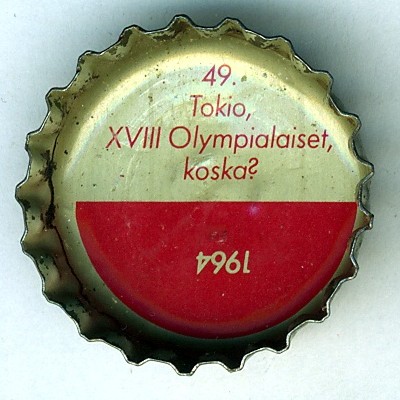 49.
Tokio,
XVIII Olympialaiset,
koska?
1964